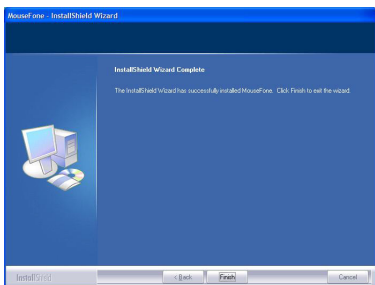 MouseFone - InstallShield Wizard
InstallShield Wizard Complete
The InstallShield Wizard has successfully installed MouseFone. Click Finish to exit the wizard.
InstallShield
< Back Finish Cancel